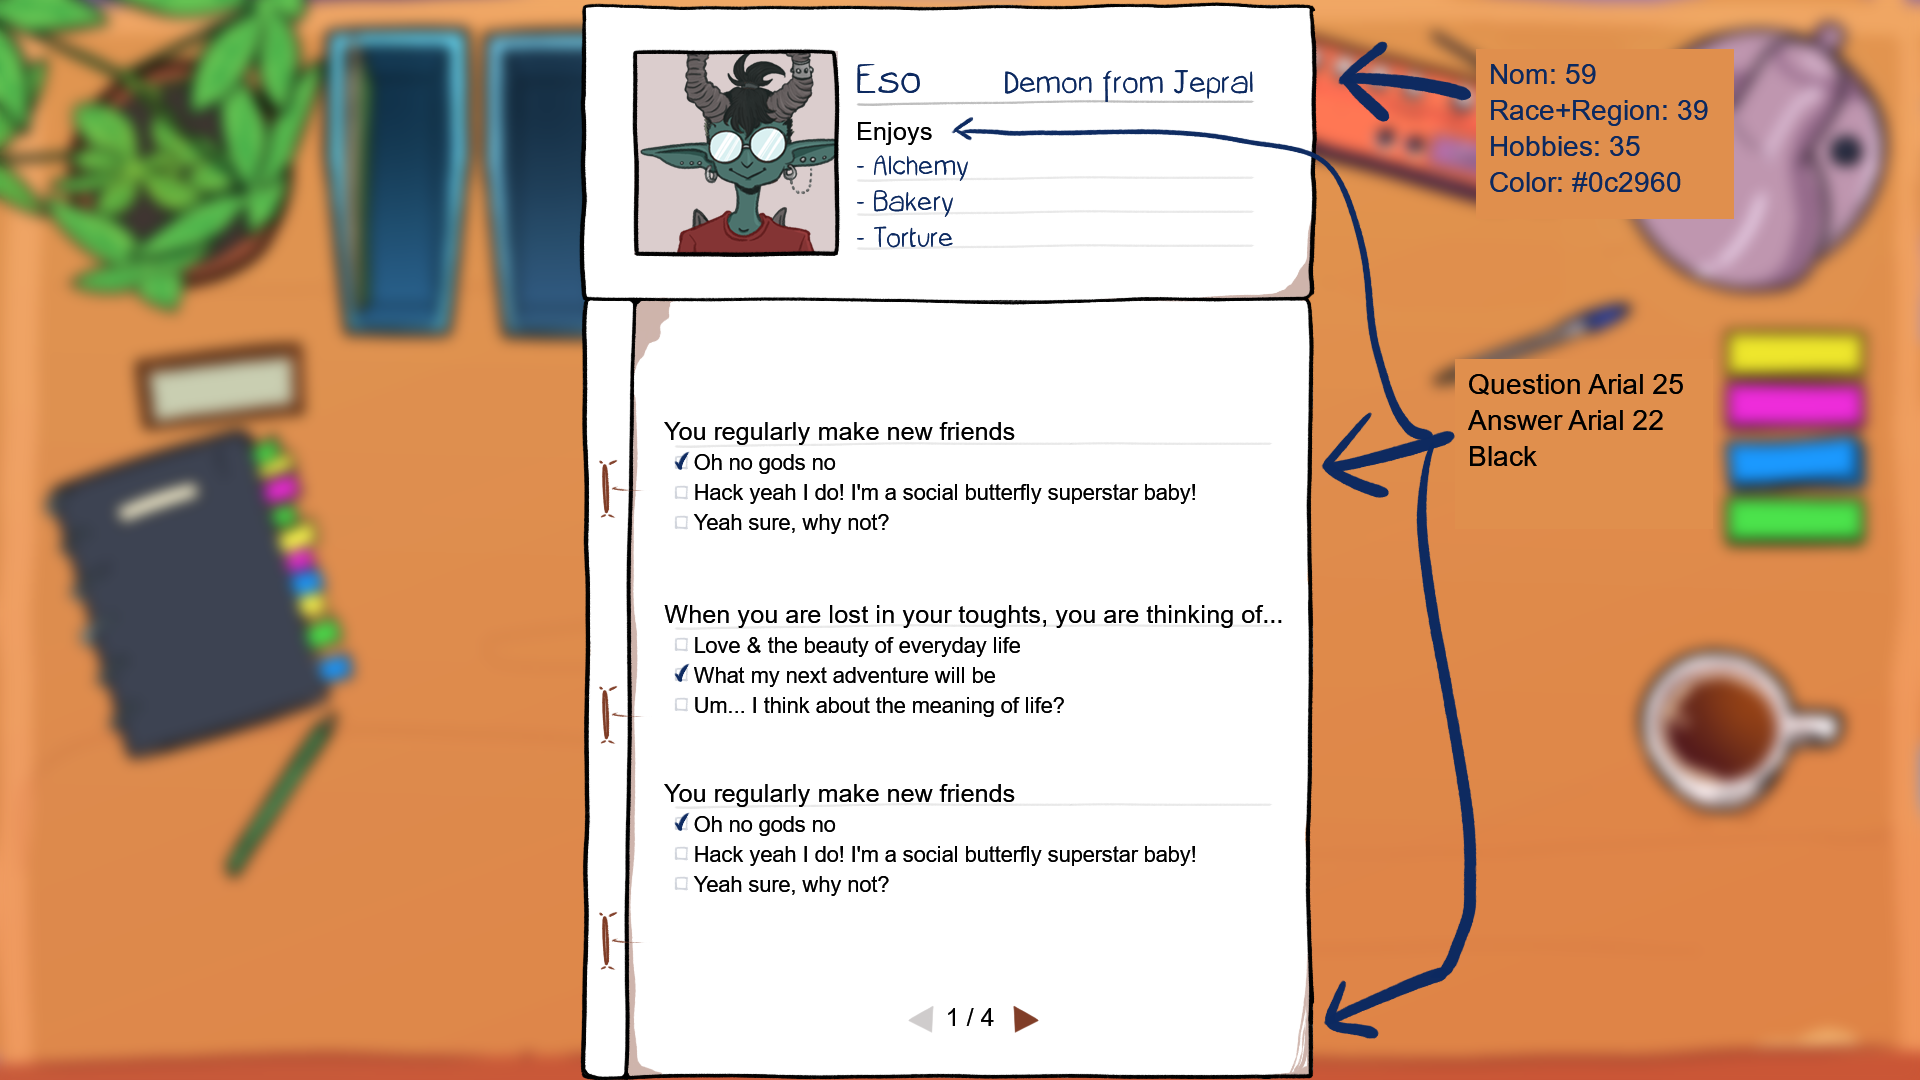 Eso Demon from Jepral
Enjoys
- Alchemy
- Bakery
- Torture
Nom: 59
Race+Region: 39
Hobbies: 35
Color: #0c2960
Question Arial 25
Answer Arial 22
Black
You regularly make new friends
Oh no gods no
Hack yeah I do! I'm a social butterfly superstar baby!
Yeah sure, why not?
When you are lost in your toughts, you are thinking of...
Love & the beauty of everyday life
What my next adventure will be
Um... I think about the meaning of life?
You regularly make new friends
Oh no gods no
Hack yeah I do! I'm a social butterfly superstar baby!
Yeah sure, why not?
1 / 4